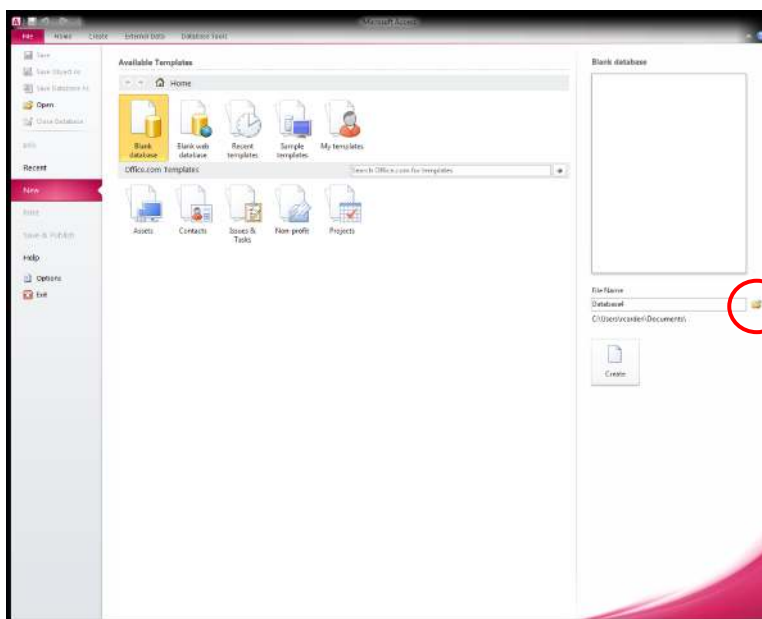 Microsoft Access
File Home Create External Data Database Tools
Save
Save Object As
Save Database As
Open
Close Database
Info
Recent
New
Print
Save & Publish
Help
Options
Exit
Available Templates
Home
Blank database
Blank web database
Recent templates
Sample templates
My templates
Office.com Templates
Search Office.com for templates
Assets
Contacts
Issues & Tasks
Non-profit
Projects
Blank database
File Name
Database4
Create